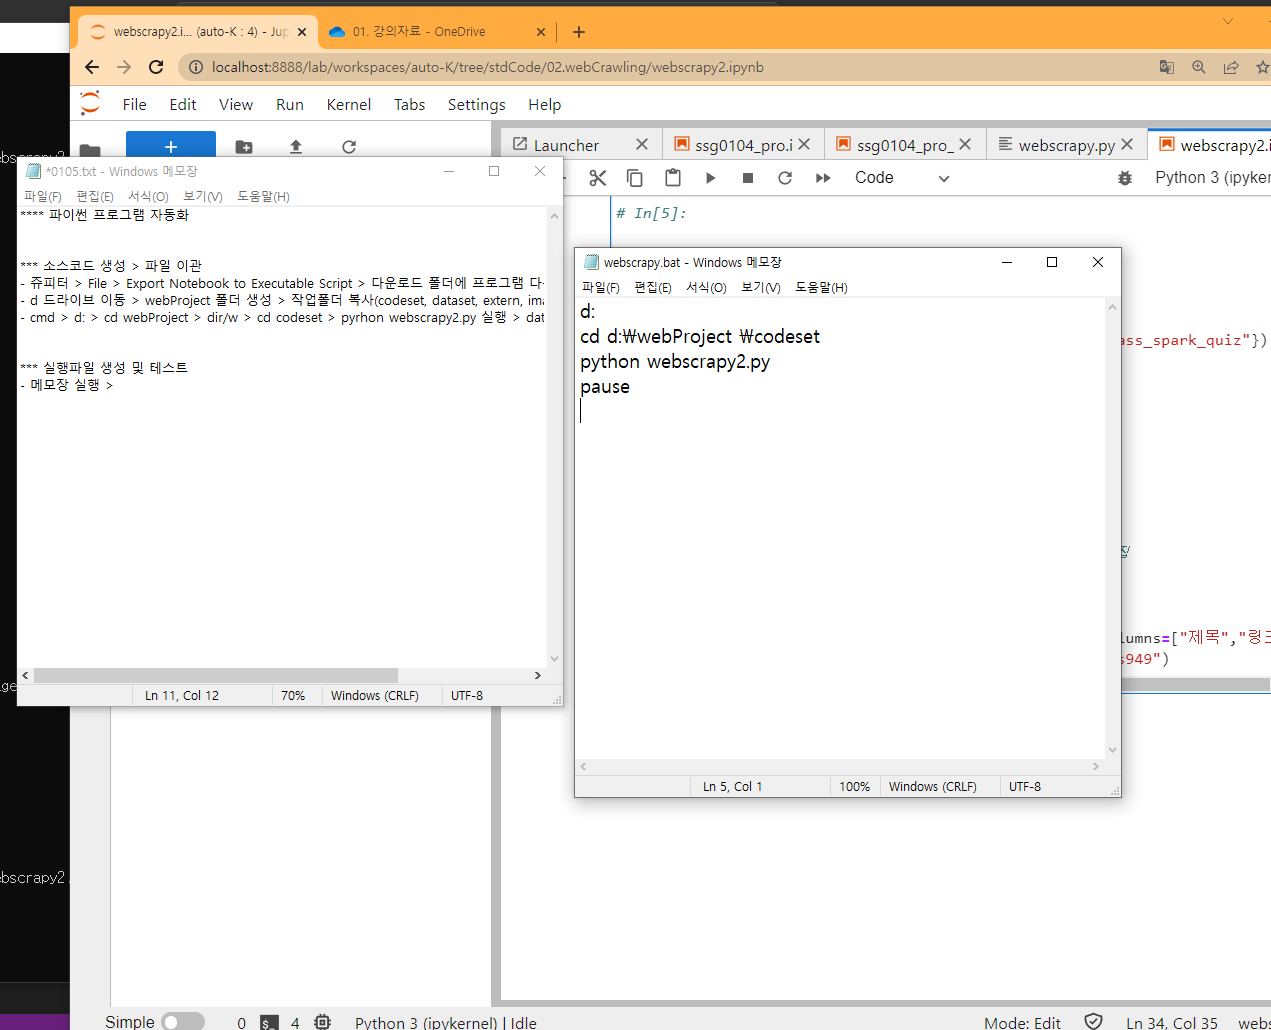 webscrapy2.i... (auto-K : 4) - Jup
01. 강의자료 - OneDrive
localhost:8888/lab/workspaces/auto-K/tree/stdCode/02.webCrawling/webscrapy2.ipynb
File Edit View Run Kernel Tabs Settings Help
Launcher
ssg0104_pro.i
ssg0104_pro_
webscrapy.py
webscrapy2.i
Code
Python 3 (ipyker
*0105.txt - Windows 메모장
파일(F) 편집(E) 서식(O) 보기(V) 도움말(H)
**** 파이썬 프로그램 자동화
*** 소스코드 생성 > 파일 이관
- 쥬피터 > File > Export Notebook to Executable Script > 다운로드 폴더에 프로그램 다
- d 드라이브 이동 > webProject 폴더 생성 > 작업폴더 복사(codeset, dataset, extern, ima
- cmd > d: > cd webProject > dir/w > cd codeset > pyrhon webscrapy2.py 실행 > dat
*** 실행파일 생성 및 테스트
- 메모장 실행 >
Ln 11, Col 12
70%
Windows (CRLF)
UTF-8
# In[5]:
webscrapy.bat - Windows 메모장
파일(F) 편집(E) 서식(O) 보기(V) 도움말(H)
d:
cd d:₩webProject ₩codeset
python webscrapy2.py
pause
Ln 5, Col 1
100%
Windows (CRLF)
UTF-8
ass_spark_quiz"})
lumns=["제목","링크
s949")
bscrapy2
ge
bscrapy2
Simple
0
4
Python 3 (ipykernel) | Idle
Mode: Edit
Ln 34, Col 35
webs